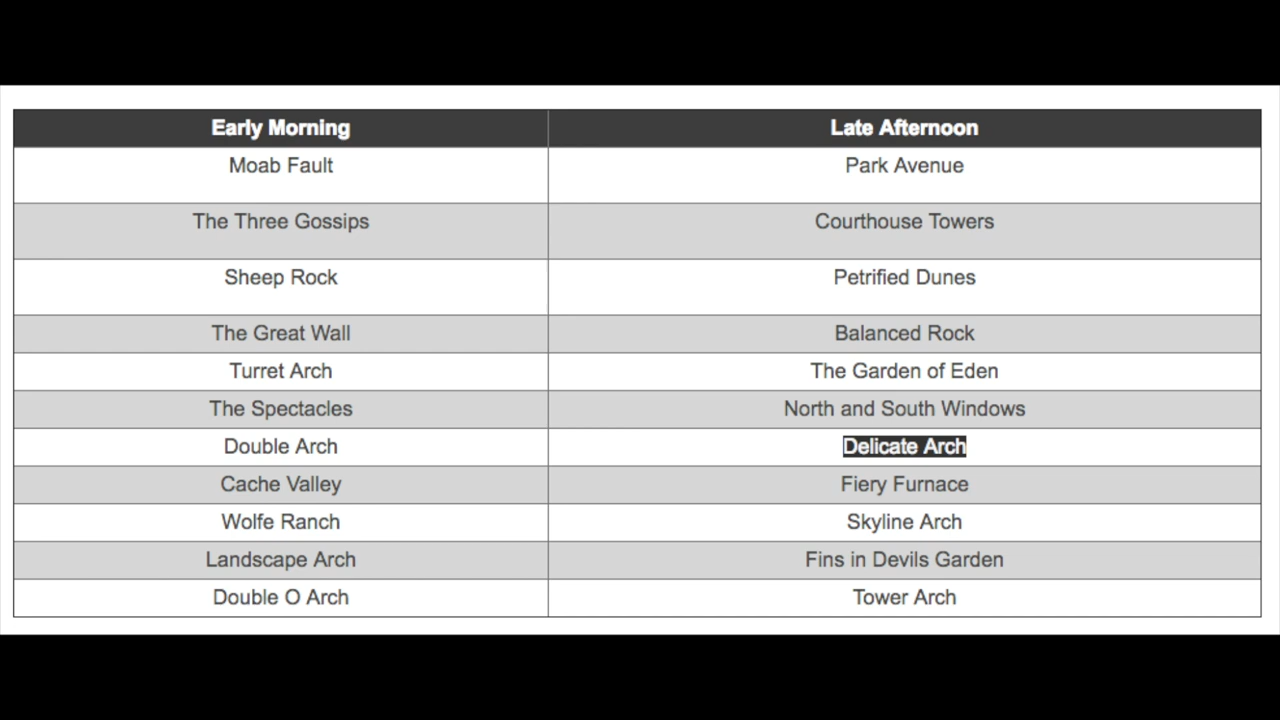 Early Morning Late Afternoon
Moab Fault Park Avenue
The Three Gossips Courthouse Towers
Sheep Rock Petrified Dunes
The Great Wall Balanced Rock
Turret Arch The Garden of Eden
The Spectacles North and South Windows
Double Arch Delicate Arch
Cache Valley Fiery Furnace
Wolfe Ranch Skyline Arch
Landscape Arch Fins in Devils Garden
Double O Arch Tower Arch